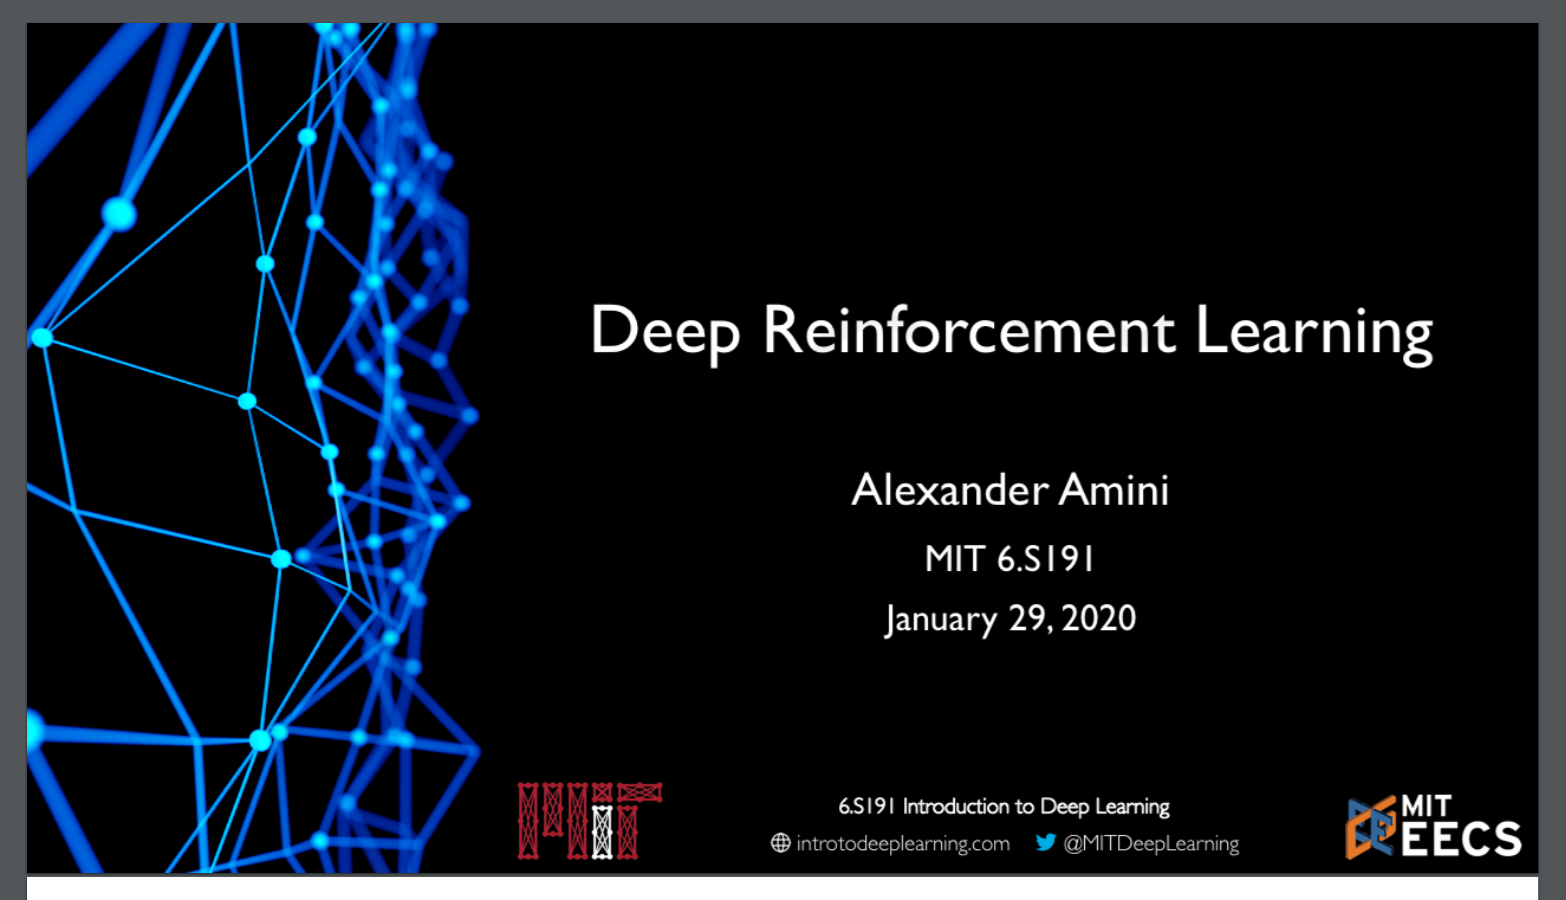 Deep Reinforcement Learning
Alexander Amini
MIT 6.S191
January 29, 2020
MIT
6.S191 Introduction to Deep Learning
introtodeeplearning.com @MITDeepLearning
MIT
EECS